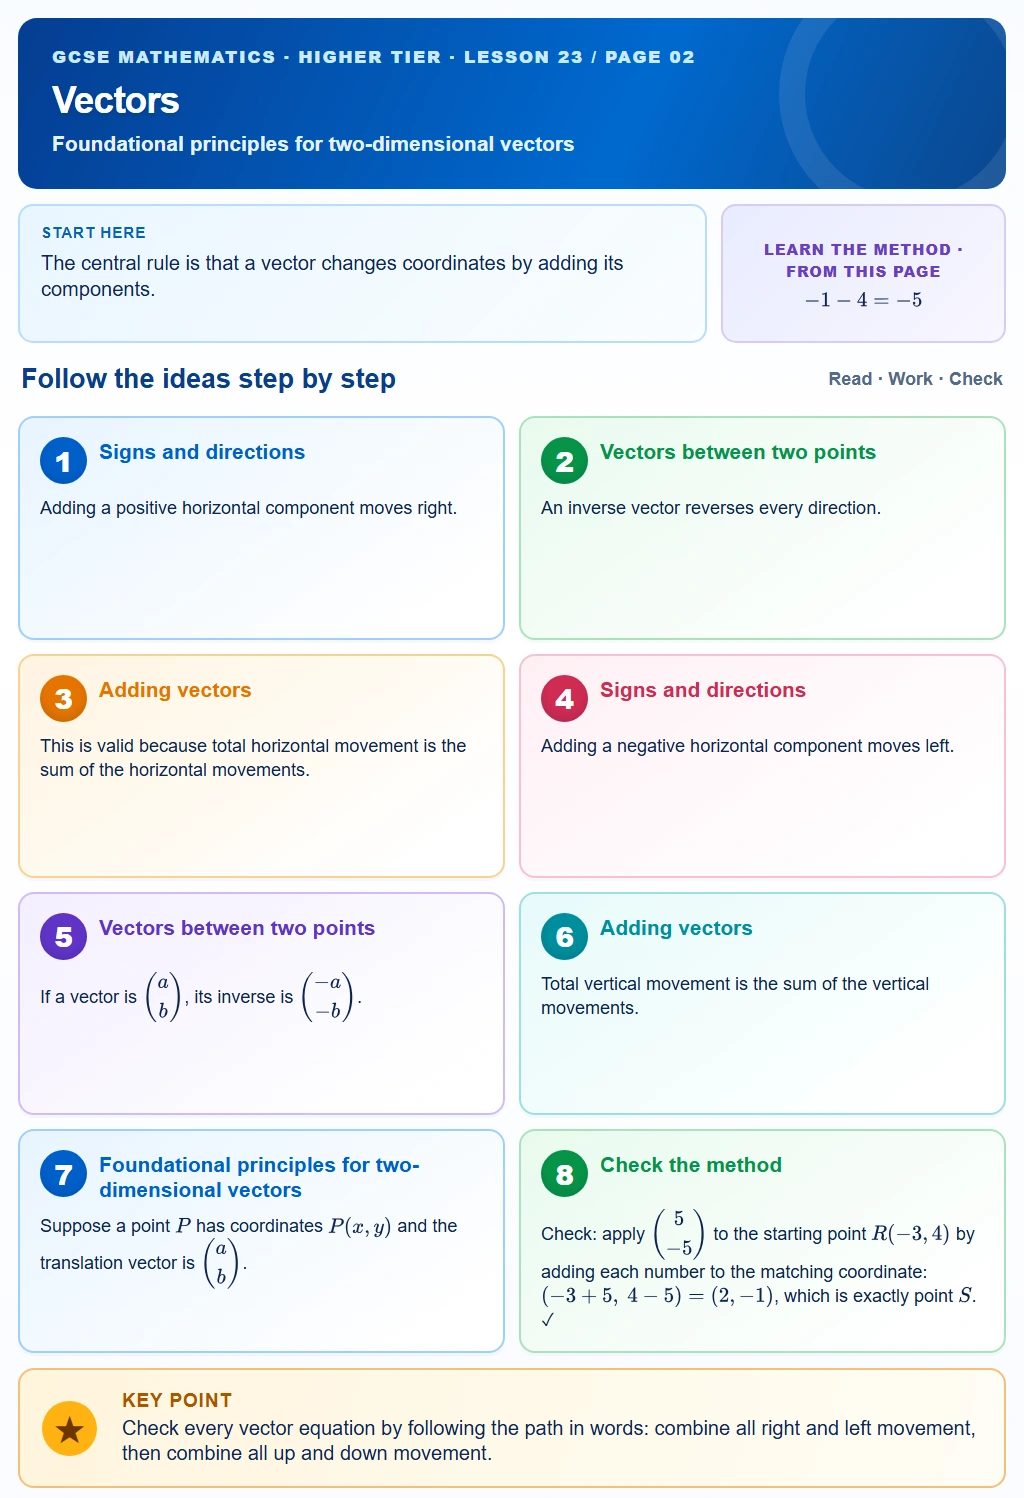 GCSE MATHEMATICS · HIGHER TIER · LESSON 23 / PAGE 02
Vectors
Foundational principles for two-dimensional vectors
START HERE
The central rule is that a vector changes coordinates by adding its
components.
LEARN THE METHOD ·
FROM THIS PAGE
−1 − 4 = −5
Follow the ideas step by step
Read · Work · Check
1 Signs and directions
Adding a positive horizontal component moves right.
2 Vectors between two points
An inverse vector reverses every direction.
3 Adding vectors
This is valid because total horizontal movement is the
sum of the horizontal movements.
4 Signs and directions
Adding a negative horizontal component moves left.
5 Vectors between two points
If a vector is (a b), its inverse is (−a −b).
6 Adding vectors
Total vertical movement is the sum of the vertical
movements.
7 Foundational principles for two-
dimensional vectors
Suppose a point P has coordinates P(x, y) and the
translation vector is (a b).
8 Check the method
Check: apply (5 −5) to the starting point R(−3, 4) by
adding each number to the matching coordinate:
(−3 + 5, 4 − 5) = (2, −1), which is exactly point S.
✓
KEY POINT
★ Check every vector equation by following the path in words: combine all right and left movement,
then combine all up and down movement.